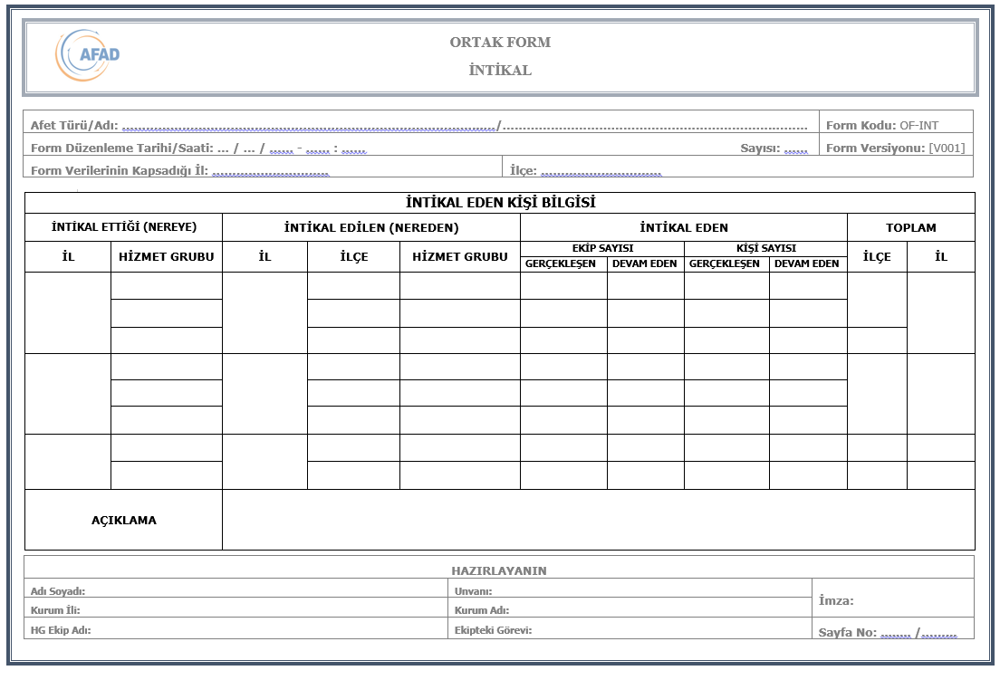 AFAD
ORTAK FORM
İNTİKAL
Afet Türü/Adı: ……………………………………………………………………………/……………………………………………………………… Form Kodu: OF-INT
Form Düzenleme Tarihi/Saati: … / … / …… - …… : …… Sayısı: …… Form Versiyonu: [V001]
Form Verilerinin Kapsadığı İl: ……………………… İlçe: ………………………
İNTİKAL EDEN KİŞİ BİLGİSİ
İNTİKAL ETTİĞİ (NEREYE) İNTİKAL EDİLEN (NEREDEN) İNTİKAL EDEN TOPLAM
İL HİZMET GRUBU İL İLÇE HİZMET GRUBU EKİP SAYISI KİŞİ SAYISI İLÇE İL
GERÇEKLEŞEN DEVAM EDEN GERÇEKLEŞEN DEVAM EDEN
AÇIKLAMA
HAZIRLAYANIN
Adı Soyadı: Unvanı: İmza:
Kurum İli: Kurum Adı:
HG Ekip Adı: Ekipteki Görevi: Sayfa No: …….. /………